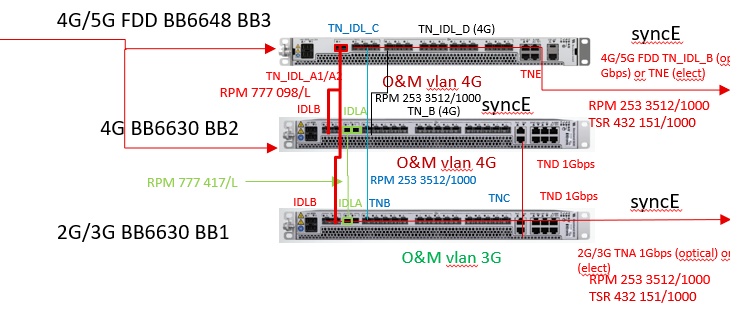 4G/5G FDD BB6648 BB3
TN_IDL_C
TN_IDL_D (4G)
syncE
4G/5G FDD TN_IDL_B (op
Gbps) or TNE (elect)
TN_IDL_A1/A2
RPM 777 098/L
O&M vlan 4G
TNE
RPM 253 3512/1000
TSR 432 151/1000
RPM 253 3512/1000
syncE
IDLB
IDLA
TN_B (4G)
4G BB6630 BB2
O&M vlan 4G
TND 1Gbps
RPM 777 417/L
RPM 253 3512/1000
TND 1Gbps
IDLB
IDLA
TNB
TNC
syncE
2G/3G BB6630 BB1
2G/3G TNA 1Gbps (optical) or
(elect)
O&M vlan 3G
RPM 253 3512/1000
TSR 432 151/1000